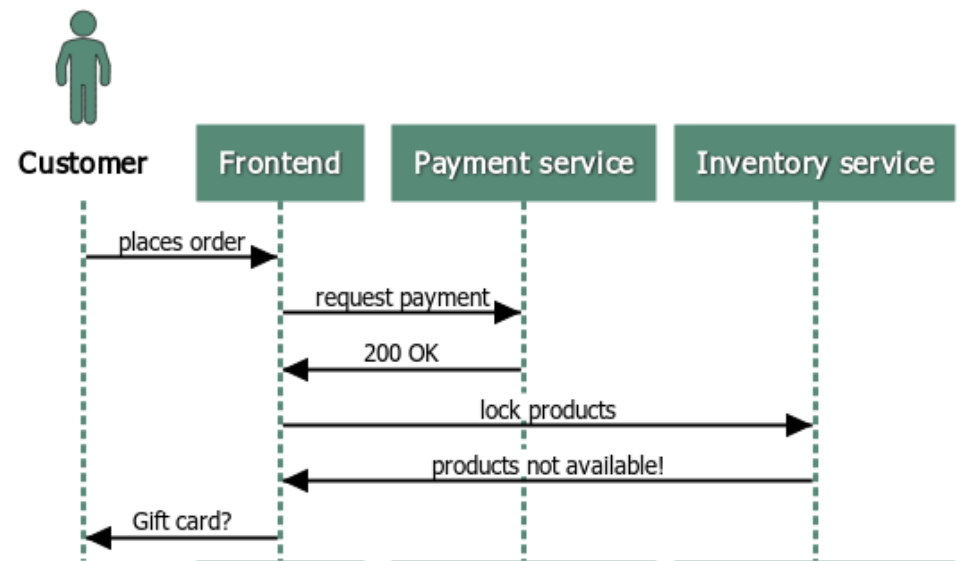 Customer
Frontend
Payment service
Inventory service
places order
request payment
200 OK
lock products
products not available!
Gift card?